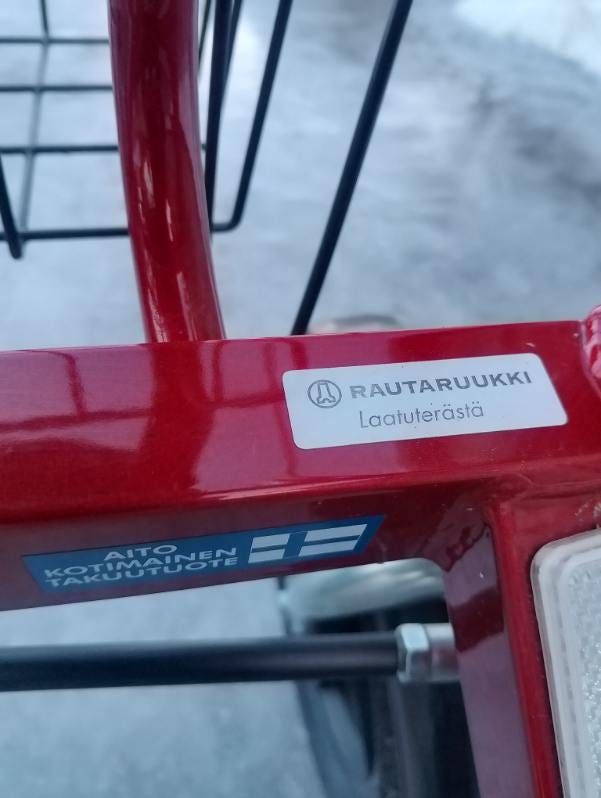 RAUTARUUKKI
Laatuterästä
AITO
KOTIMAINEN
TAKUUTUOTE